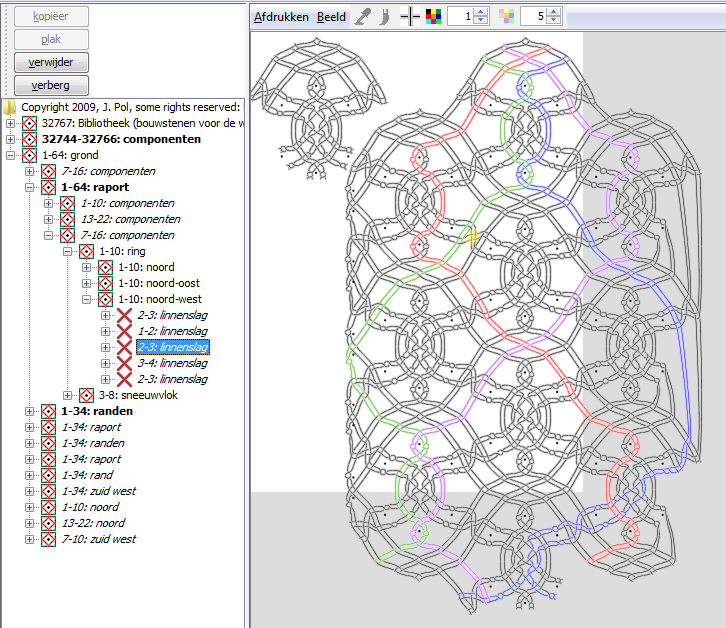 kopiëer
plak
verwijder
verberg
Afdrukken Beeld
1
5
Copyright 2009, J. Pol, some rights reserved:
32767: Bibliotheek (bouwstenen voor de w
32744-32766: componenten
1-64: grond
7-16: componenten
1-64: raport
1-10: componenten
13-22: componenten
7-16: componenten
1-10: ring
1-10: noord
1-10: noord-oost
1-10: noord-west
2-3: linnenslag
1-2: linnenslag
2-3: linnenslag
3-4: linnenslag
2-3: linnenslag
3-8: sneeuwvlok
1-34: randen
1-34: raport
1-34: randen
1-34: raport
1-34: rand
1-34: zuid west
1-10: noord
13-22: noord
7-10: zuid west